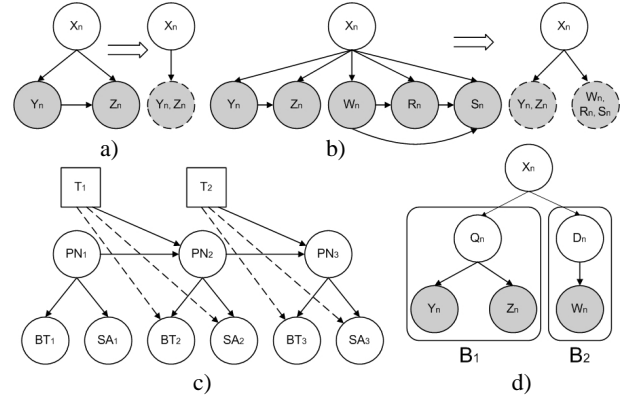 Xn Xn Xn Xn
Yn Zn Yn, Zn Yn Zn Wn Rn Sn Yn, Zn Wn, Rn, Sn
a) b)
T1 T2
PN1 PN2 PN3
BT1 SA1 BT2 SA2 BT3 SA3
c)
Xn
Qn Dn
Yn Zn Wn
B1 B2
d)